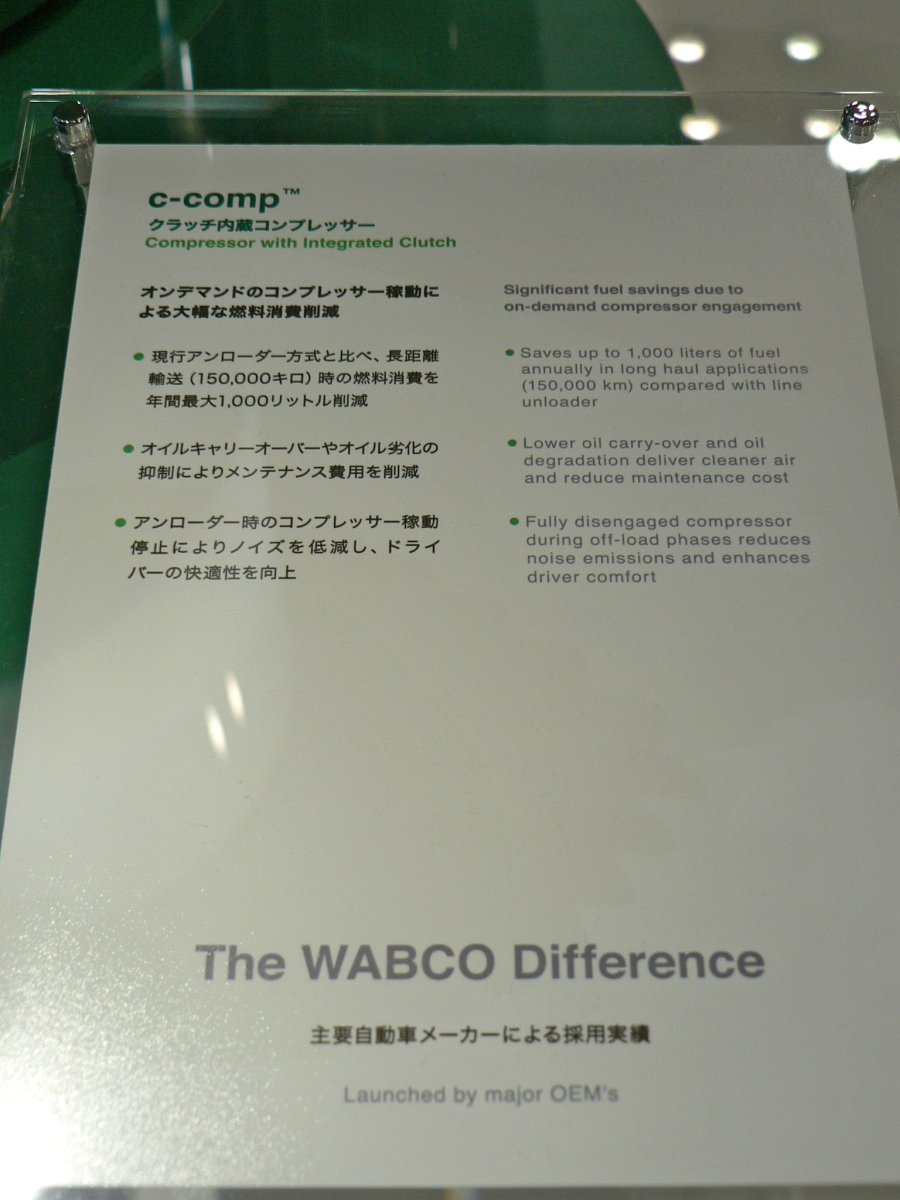 c-comp™
クラッチ内蔵コンプレッサー
Compressor with Integrated Clutch
オンデマンドのコンプレッサー稼動に
よる大幅な燃料消費削減
● 現行アンローダー方式と比べ、長距離
輸送（150,000キロ）時の燃料消費を
年間最大1,000リットル削減
● オイルキャリーオーバーやオイル劣化の
抑制によりメンテナンス費用を削減
● アンローダー時のコンプレッサー稼動
停止によりノイズを低減し、ドライ
バーの快適性を向上
Significant fuel savings due to
on-demand compressor engagement
● Saves up to 1,000 liters of fuel
annually in long haul applications
(150,000 km) compared with line
unloader
● Lower oil carry-over and oil
degradation deliver cleaner air
and reduce maintenance cost
● Fully disengaged compressor
during off-load phases reduces
noise emissions and enhances
driver comfort
The WABCO Difference
主要自動車メーカーによる採用実績
Launched by major OEM's